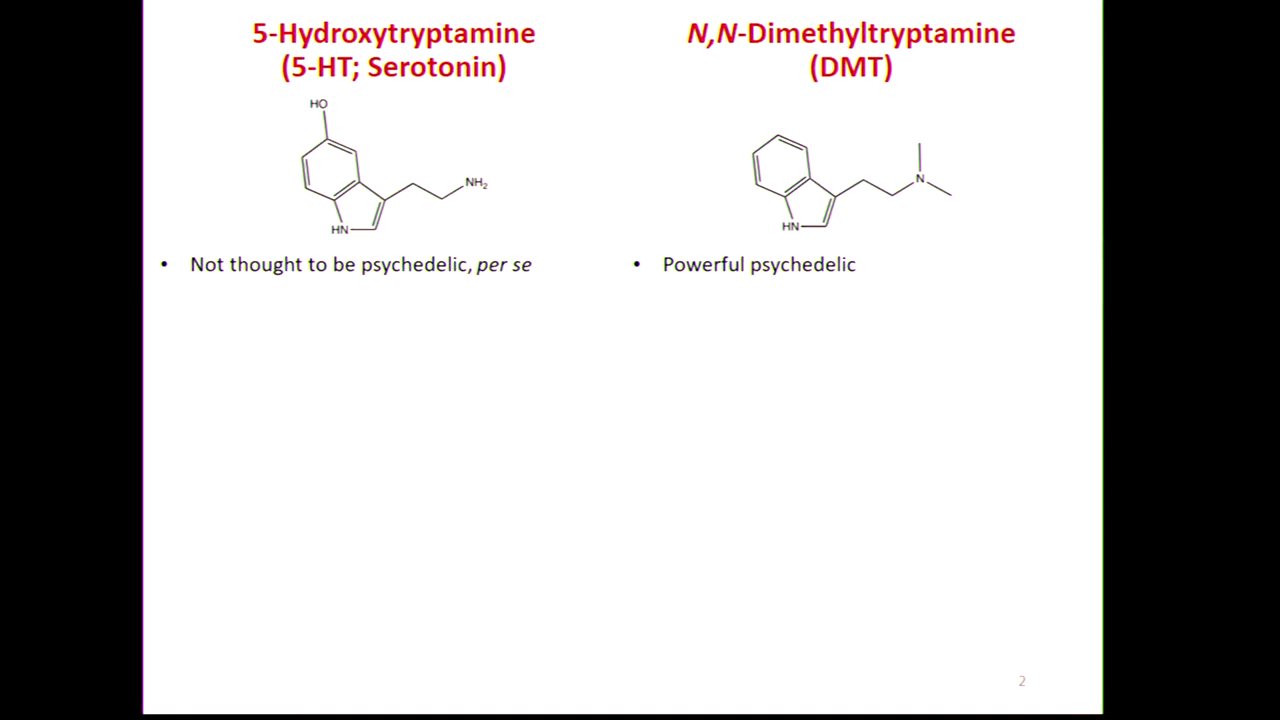 5-Hydroxytryptamine
(5-HT; Serotonin)
HO
NH₂
HN
• Not thought to be psychedelic, per se
N,N-Dimethyltryptamine
(DMT)
N
HN
• Powerful psychedelic
2